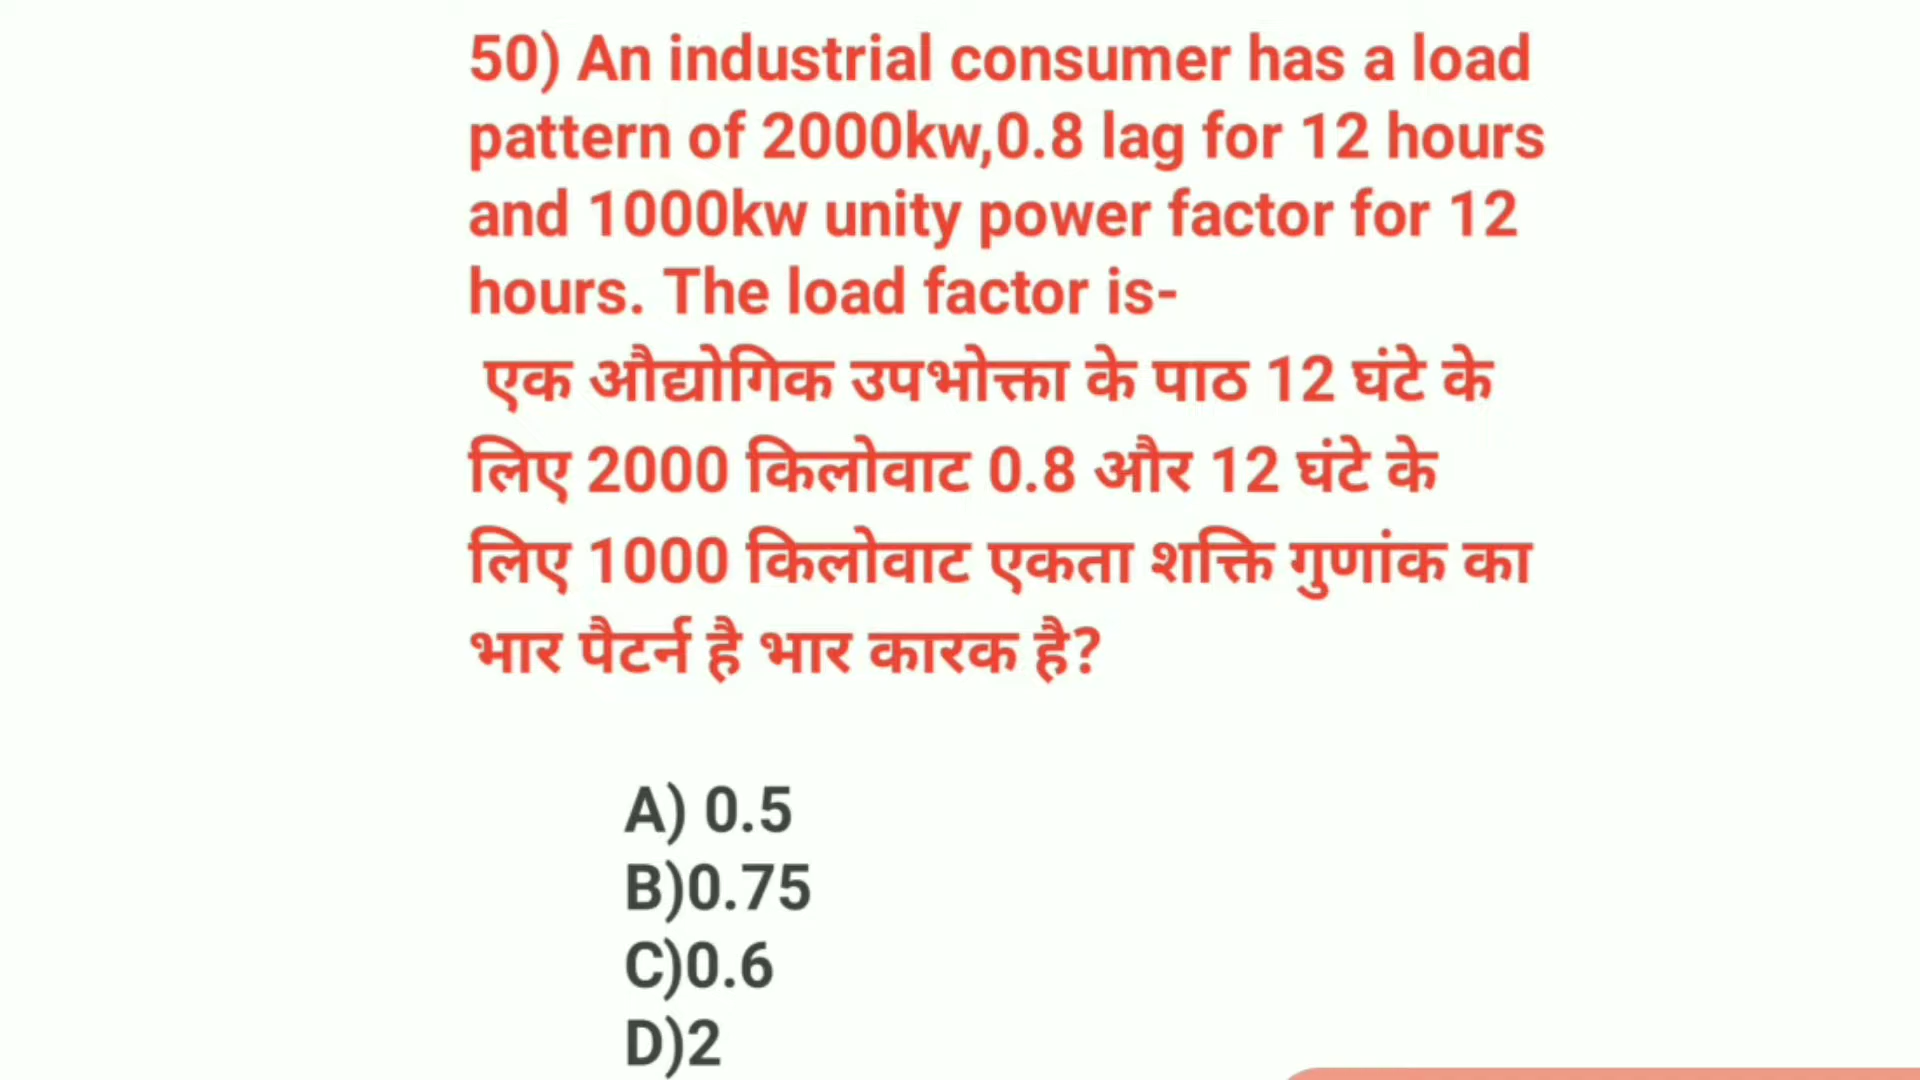 50) An industrial consumer has a load
pattern of 2000kw,0.8 lag for 12 hours
and 1000kw unity power factor for 12
hours. The load factor is-
एक औद्योगिक उपभोक्ता के पाठ 12 घंटे के
लिए 2000 किलोवाट 0.8 और 12 घंटे के
लिए 1000 किलोवाट एकता शक्ति गुणांक का
भार पैटर्न है भार कारक है?
A) 0.5
B)0.75
C)0.6
D)2